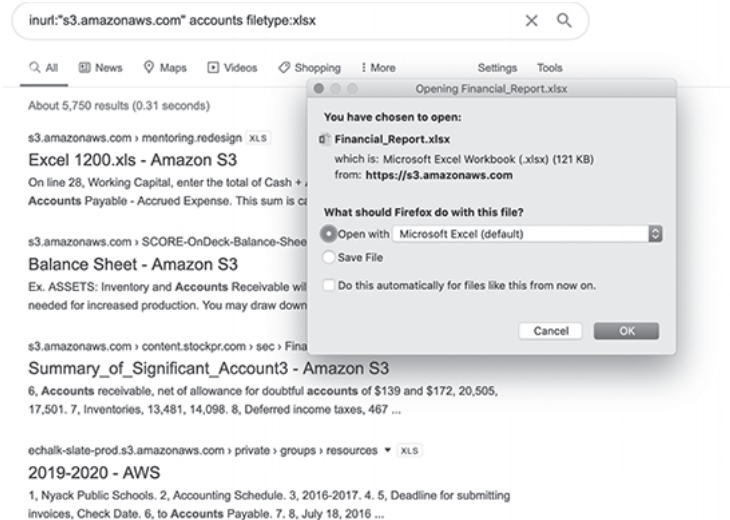 inurl:"s3.amazonaws.com" accounts filetype:xlsx
All News Maps Videos Shopping More Settings Tools
About 5,750 results (0.31 seconds)
s3.amazonaws.com › mentoring.redesign XLS
Excel 1200.xls - Amazon S3
On line 28, Working Capital, enter the total of Cash +
Accounts Payable - Accrued Expense. This sum is ca
s3.amazonaws.com › SCORE-OnDeck-Balance-Shee
Balance Sheet - Amazon S3
Ex. ASSETS: Inventory and Accounts Receivable wil
needed for increased production. You may draw down
s3.amazonaws.com › content.stockpr.com › sec › Fina
Summary_of_Significant_Account3 - Amazon S3
6, Accounts receivable, net of allowance for doubtful accounts of $139 and $172, 20,505,
17,501. 7, Inventories, 13,481, 14,098. 8, Deferred income taxes, 467 ...
echalk-slate-prod.s3.amazonaws.com › private › groups › resources ▼ XLS
2019-2020 - AWS
1, Nyack Public Schools. 2, Accounting Schedule. 3, 2016-2017. 4. 5, Deadline for submitting
invoices, Check Date. 6, to Accounts Payable. 7. 8, July 18, 2016 ...
Opening Financial_Report.xlsx
You have chosen to open:
Financial_Report.xlsx
which is: Microsoft Excel Workbook (.xlsx) (121 KB)
from: https://s3.amazonaws.com
What should Firefox do with this file?
Open with Microsoft Excel (default)
Save File
Do this automatically for files like this from now on.
Cancel OK